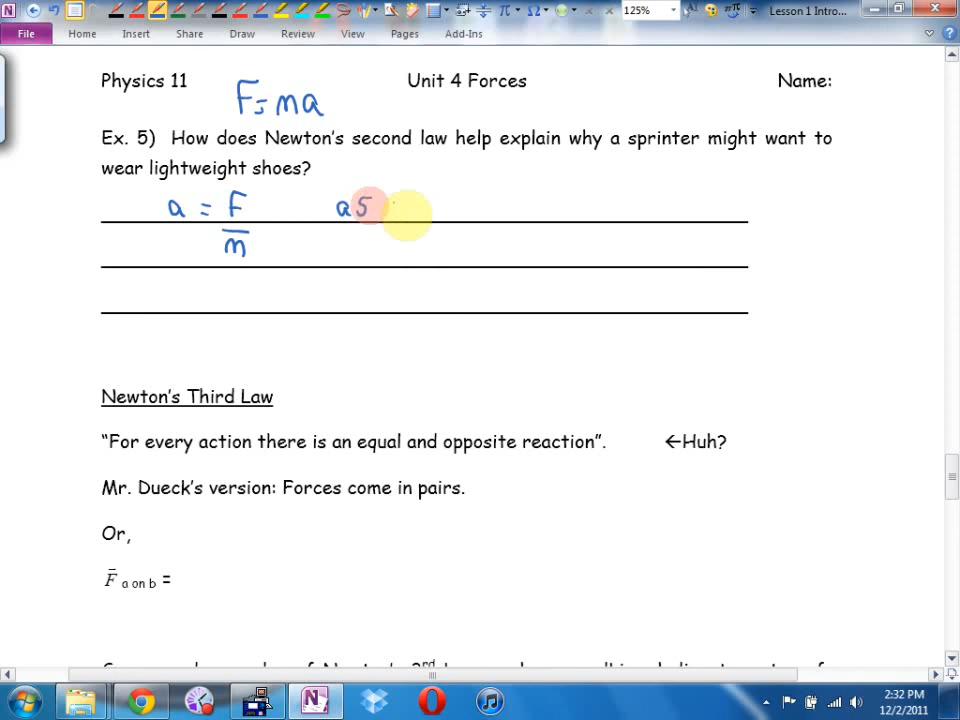 125%
Lesson 1 Intro...
File Home Insert Share Draw Review View Pages Add-Ins
Physics 11 Unit 4 Forces Name:
F=ma
Ex. 5) How does Newton's second law help explain why a sprinter might want to
wear lightweight shoes?
a = F a5
m
Newton's Third Law
“For every action there is an equal and opposite reaction”. ←Huh?
Mr. Dueck's version: Forces come in pairs.
Or,
F̄ a on b =
2:32 PM
12/2/2011